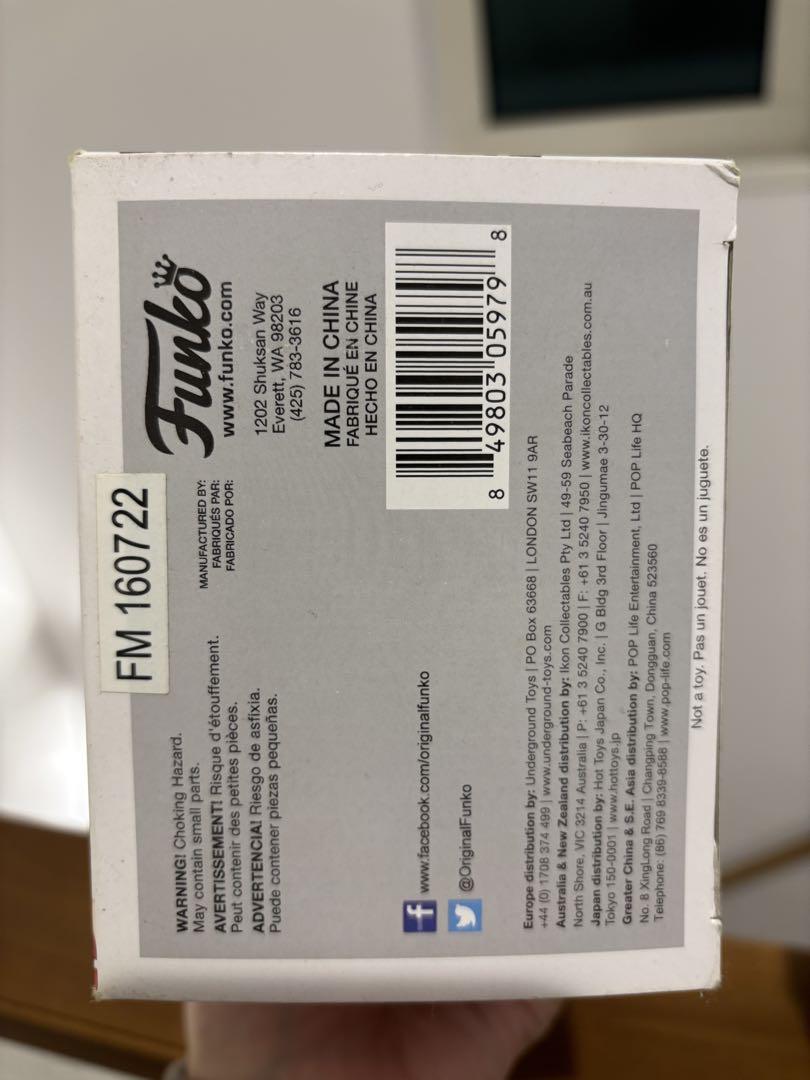 FM 160722
WARNING! Choking Hazard.
May contain small parts.
AVERTISSEMENT! Risque d'étouffement.
Peut contenir des petites pièces.
ADVERTENCIA! Riesgo de asfixia.
Puede contener piezas pequeñas.
MANUFACTURED BY:
FABRIQUÉS PAR:
FABRICADO POR:
Funko
www.funko.com
1202 Shuksan Way
Everett, WA 98203
(425) 783-3616
MADE IN CHINA
FABRIQUÉ EN CHINE
HECHO EN CHINA
8 49803 05979 8
f www.facebook.com/originalfunko
@OriginalFunko
Europe distribution by: Underground Toys | PO Box 63668 | LONDON SW11 9AR
+44 (0) 1708 374 499 | www.underground-toys.com
Australia & New Zealand distribution by: Ikon Collectables Pty Ltd | 49-59 Seabeach Parade
North Shore, VIC 3214 Australia | P: +61 3 5240 7900 | F: +61 3 5240 7950 | www.ikoncollectables.com.au
Japan distribution by: Hot Toys Japan Co., Inc. | G Bldg 3rd Floor | Jingumae 3-30-12
Tokyo 150-0001 | www.hottoys.jp
Greater China & S.E. Asia distribution by: POP Life Entertainment, Ltd | POP Life HQ
No. 8 XingLong Road | Changping Town, Dongguan, China 523560
Telephone: (86) 769 8339-8588 | www.pop-life.com
Not a toy. Pas un jouet. No es un juguete.